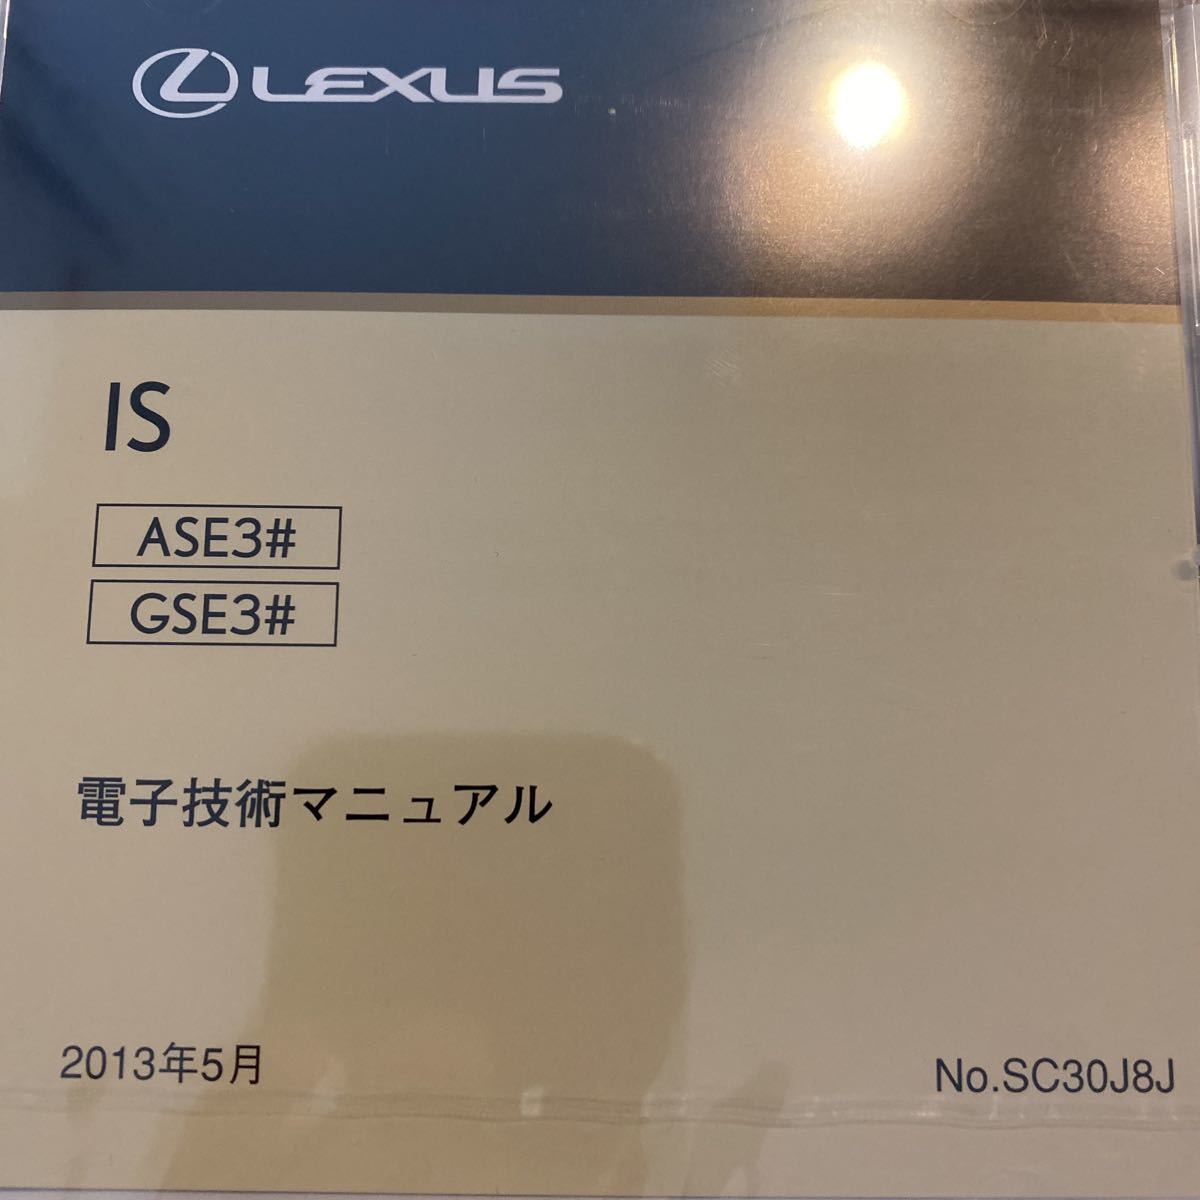 LEXUS
IS
ASE3#
GSE3#
電子技術マニュアル
2013年5月
No.SC30J8J